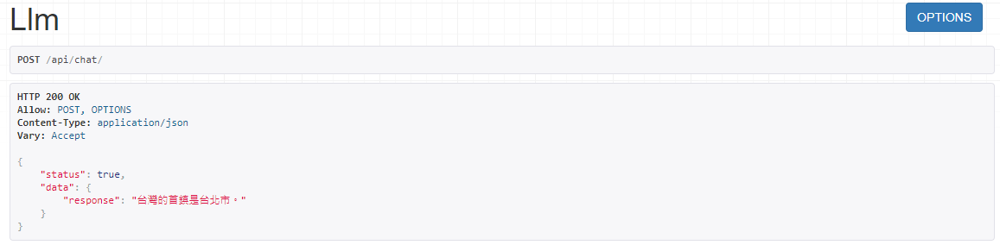 Llm
OPTIONS
POST /api/chat/
HTTP 200 OK
Allow: POST, OPTIONS
Content-Type: application/json
Vary: Accept
{
    "status": true,
    "data": {
        "response": "台灣的首鎮是台北市。"
    }
}